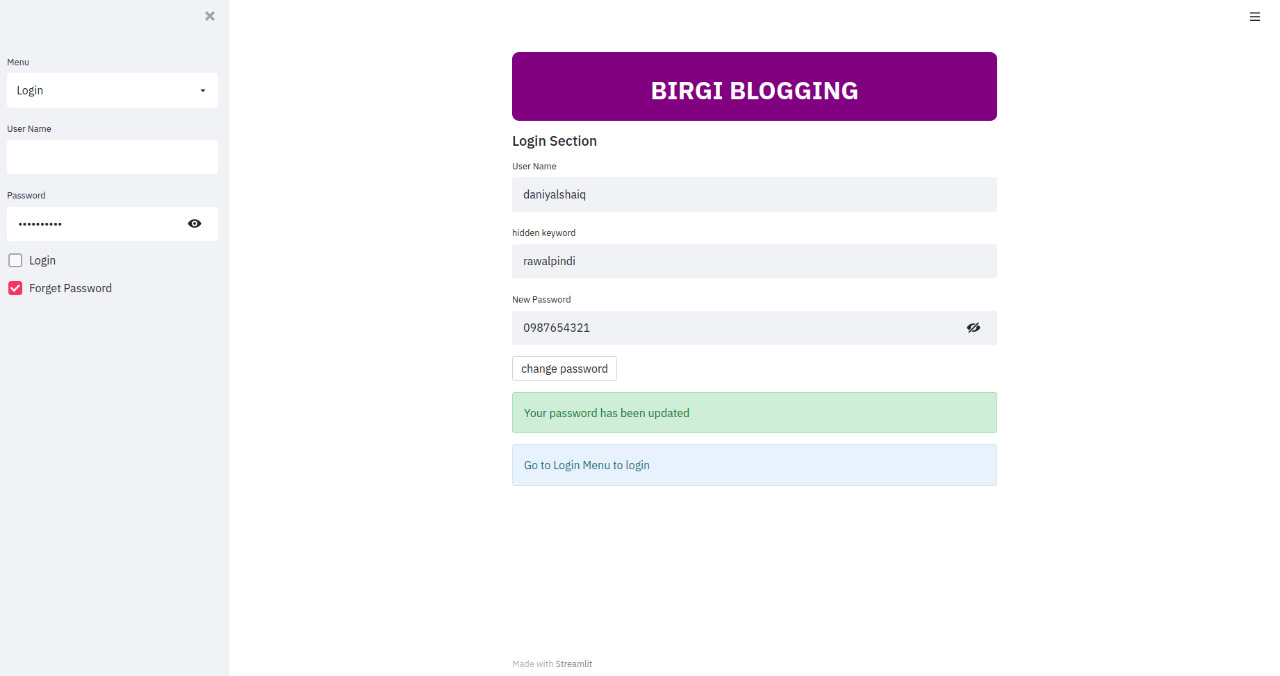 Menu
Login
User Name
Password
••••••••••
Login
Forget Password
BIRGI BLOGGING
Login Section
User Name
daniyalshaiq
hidden keyword
rawalpindi
New Password
0987654321
change password
Your password has been updated
Go to Login Menu to login
Made with Streamlit